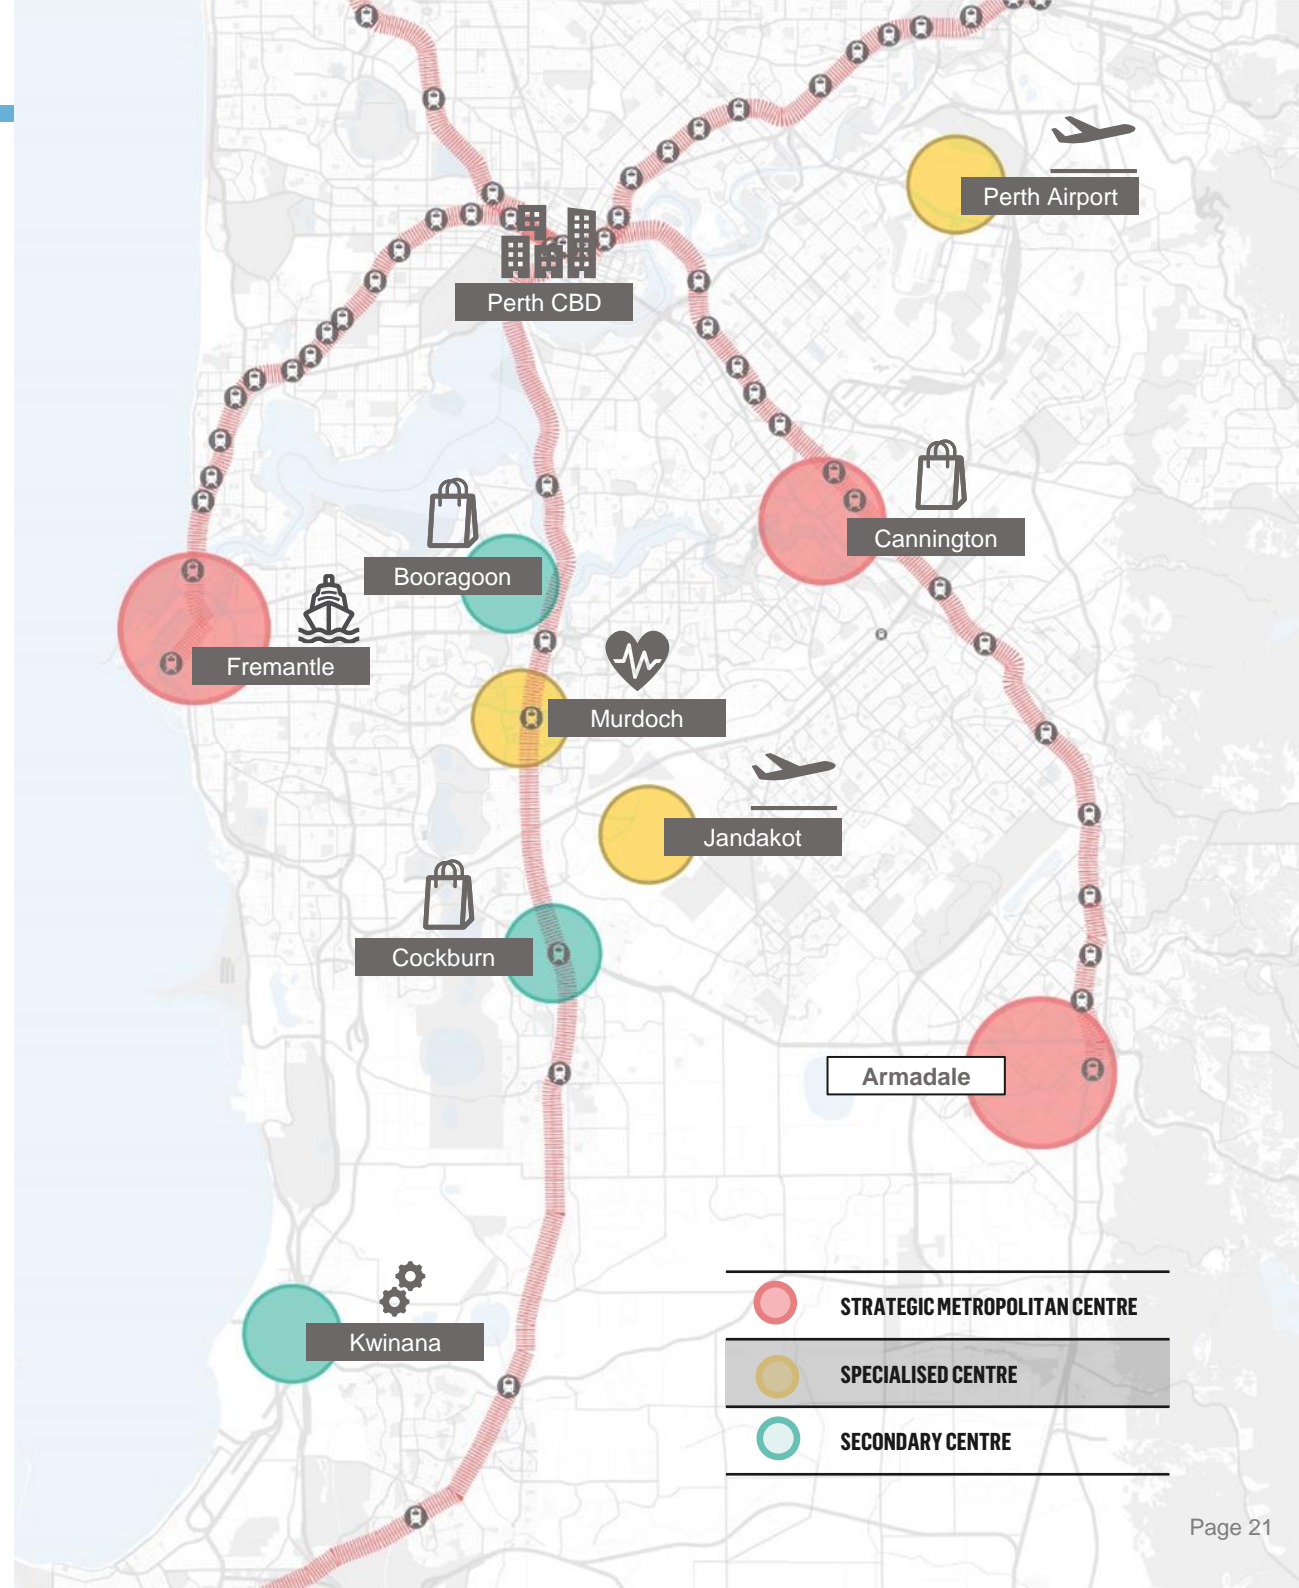 Perth Airport
Perth CBD
Cannington
Booragoon
Fremantle
Murdoch
Jandakot
Cockburn
Armadale
Kwinana
STRATEGIC METROPOLITAN CENTRE
SPECIALISED CENTRE
SECONDARY CENTRE
Page 21